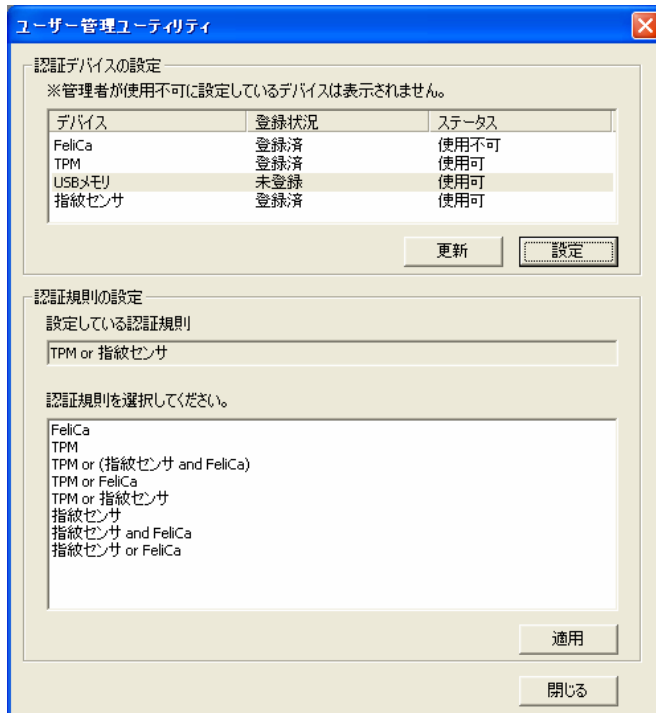 ユーザー管理ユーティリティ
認証デバイスの設定
※管理者が使用不可に設定しているデバイスは表示されません。
デバイス 登録状況 ステータス
FeliCa 登録済 使用不可
TPM 登録済 使用可
USBメモリ 未登録 使用可
指紋センサ 登録済 使用可
更新 設定
認証規則の設定
設定している認証規則
TPM or 指紋センサ
認証規則を選択してください。
FeliCa
TPM
TPM or (指紋センサ and FeliCa)
TPM or FeliCa
TPM or 指紋センサ
指紋センサ
指紋センサ and FeliCa
指紋センサ or FeliCa
適用
閉じる